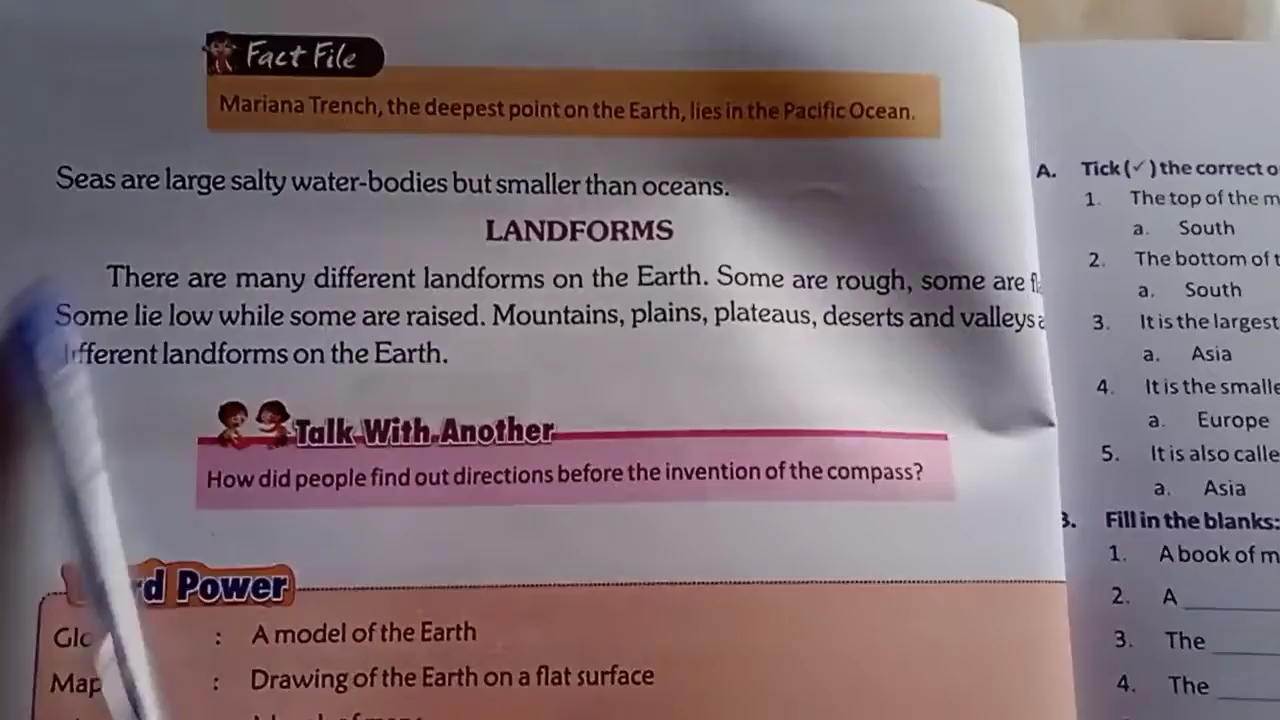 Fact File
Mariana Trench, the deepest point on the Earth, lies in the Pacific Ocean.
Seas are large salty water-bodies but smaller than oceans.
LANDFORMS
There are many different landforms on the Earth. Some are rough, some are
Some lie low while some are raised. Mountains, plains, plateaus, deserts and valleys
different landforms on the Earth.
Talk With Another
How did people find out directions before the invention of the compass?
Power
: A model of the Earth
Map : Drawing of the Earth on a flat surface
A. Tick (✓) the correct
1. The top of the
a. South
2. The bottom of
a. South
3. It is the largest
a. Asia
4. It is the
a. Europe
5. It is also
a. Asia
Fill in the blanks:
1. A book of
2. A
3. The
4. The